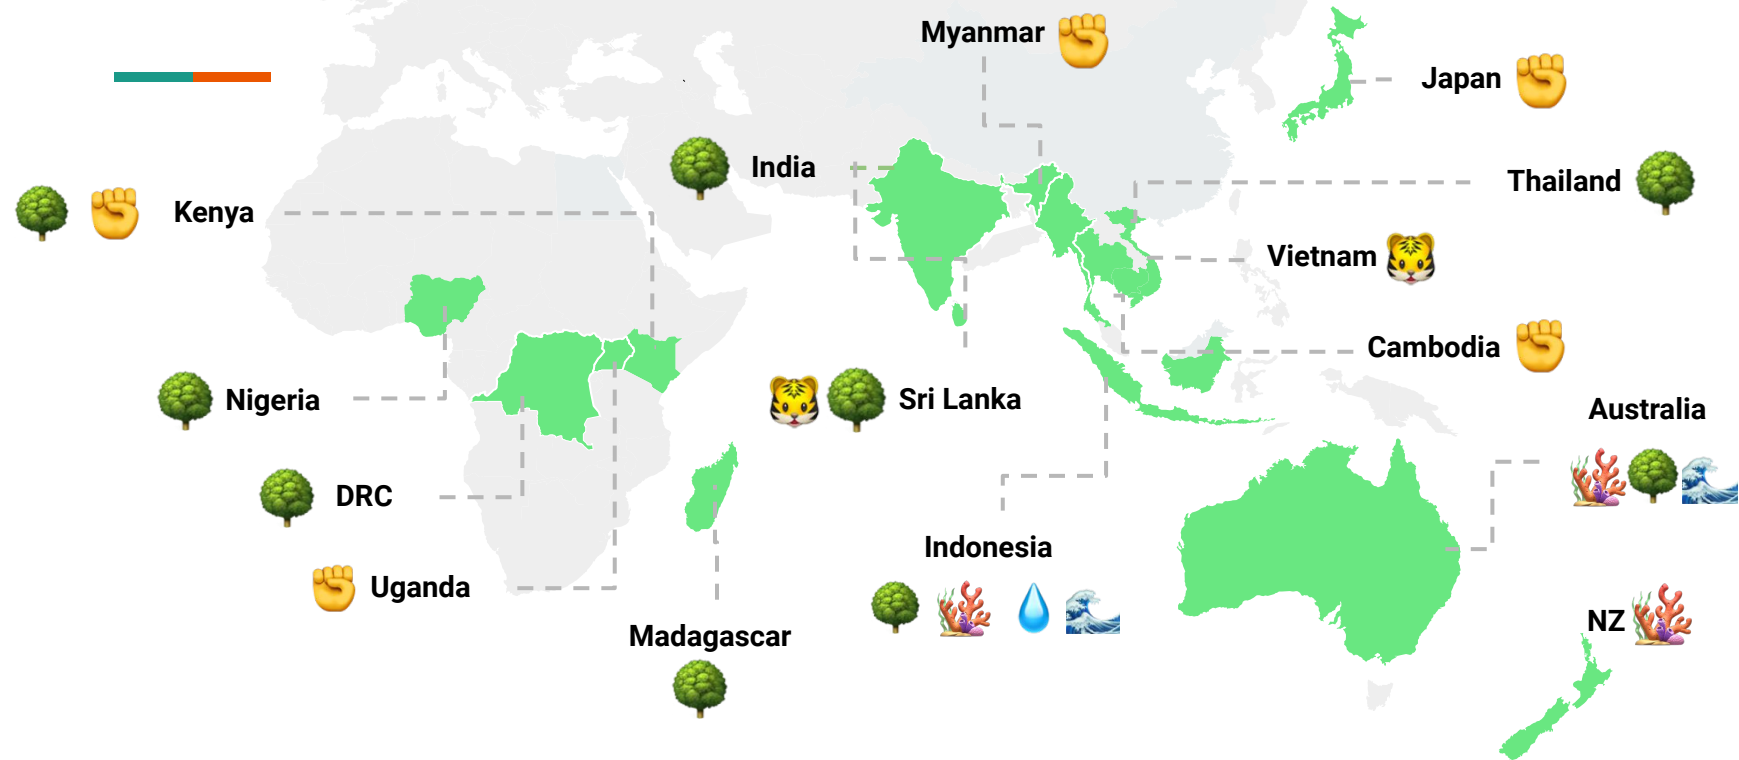 Myanmar
Japan
India
Thailand
Kenya
Vietnam
Cambodia
Nigeria
Sri Lanka
Australia
DRC
Indonesia
Uganda
NZ
Madagascar